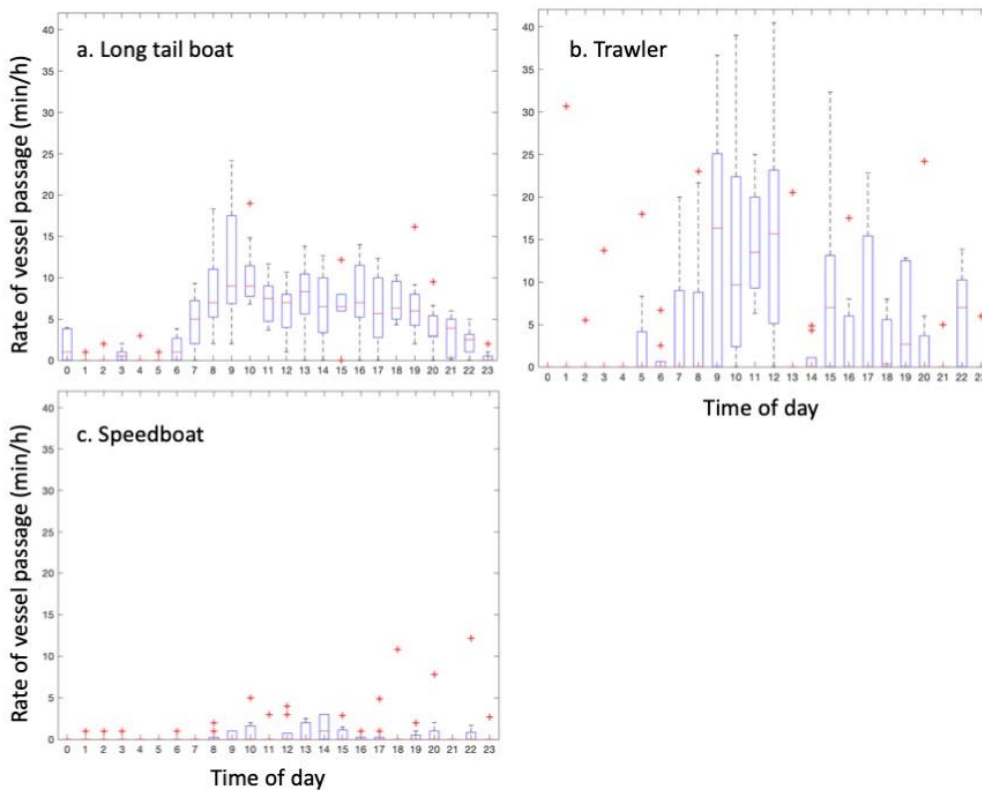 a. Long tail boat
Rate of vessel passage (min/h)
40
35
30
25
20
15
10
5
0
0 1 2 3 4 5 6 7 8 9 10 11 12 13 14 15 16 17 18 19 20 21 22 23
b. Trawler
40
35
30
25
20
15
10
5
0
0 1 2 3 4 5 6 7 8 9 10 11 12 13 14 15 16 17 18 19 20 21 22 23
Time of day
c. Speedboat
Rate of vessel passage (min/h)
40
35
30
25
20
15
10
5
0
0 1 2 3 4 5 6 7 8 9 10 11 12 13 14 15 16 17 18 19 20 21 22 23
Time of day